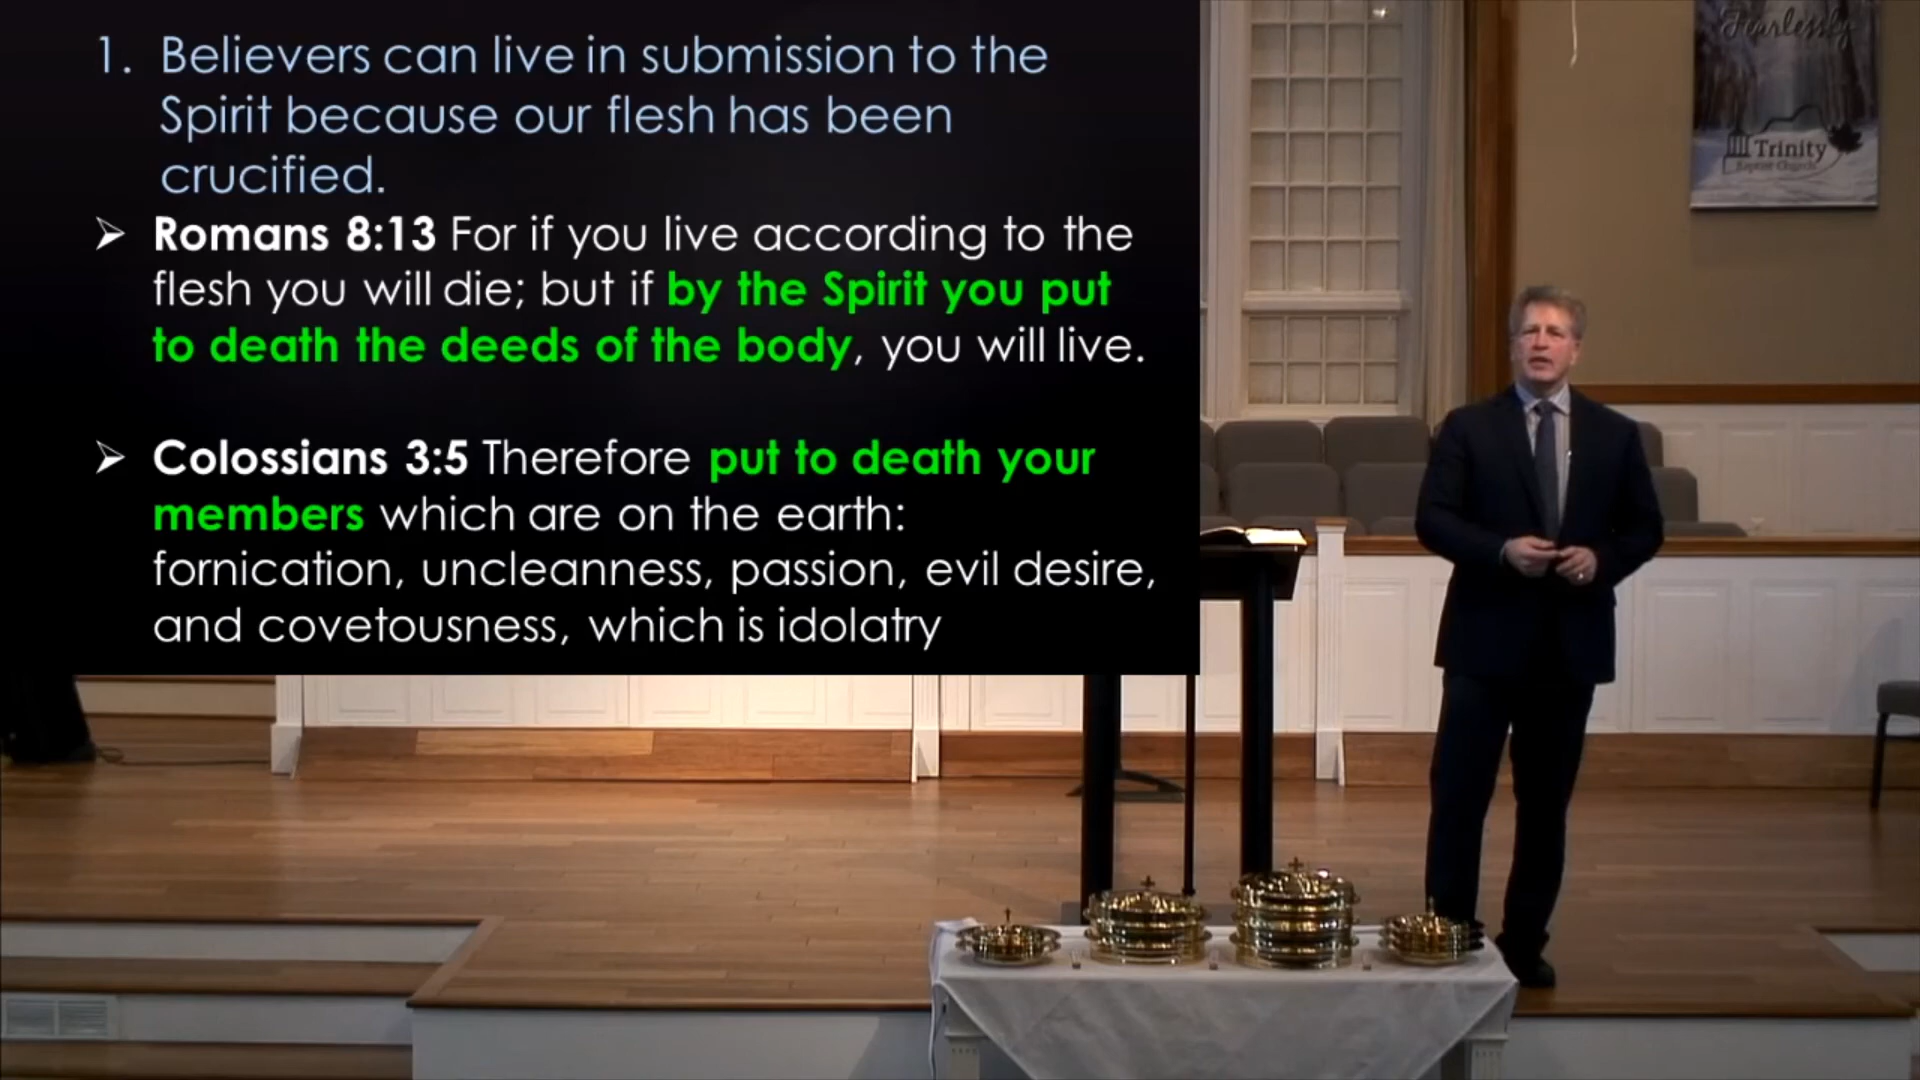 1. Believers can live in submission to the
Spirit because our flesh has been
crucified.
➢ Romans 8:13 For if you live according to the
flesh you will die; but if by the Spirit you put
to death the deeds of the body, you will live.
➢ Colossians 3:5 Therefore put to death your
members which are on the earth:
fornication, uncleanness, passion, evil desire,
and covetousness, which is idolatry
Fearlessly
Trinity
Baptist Church